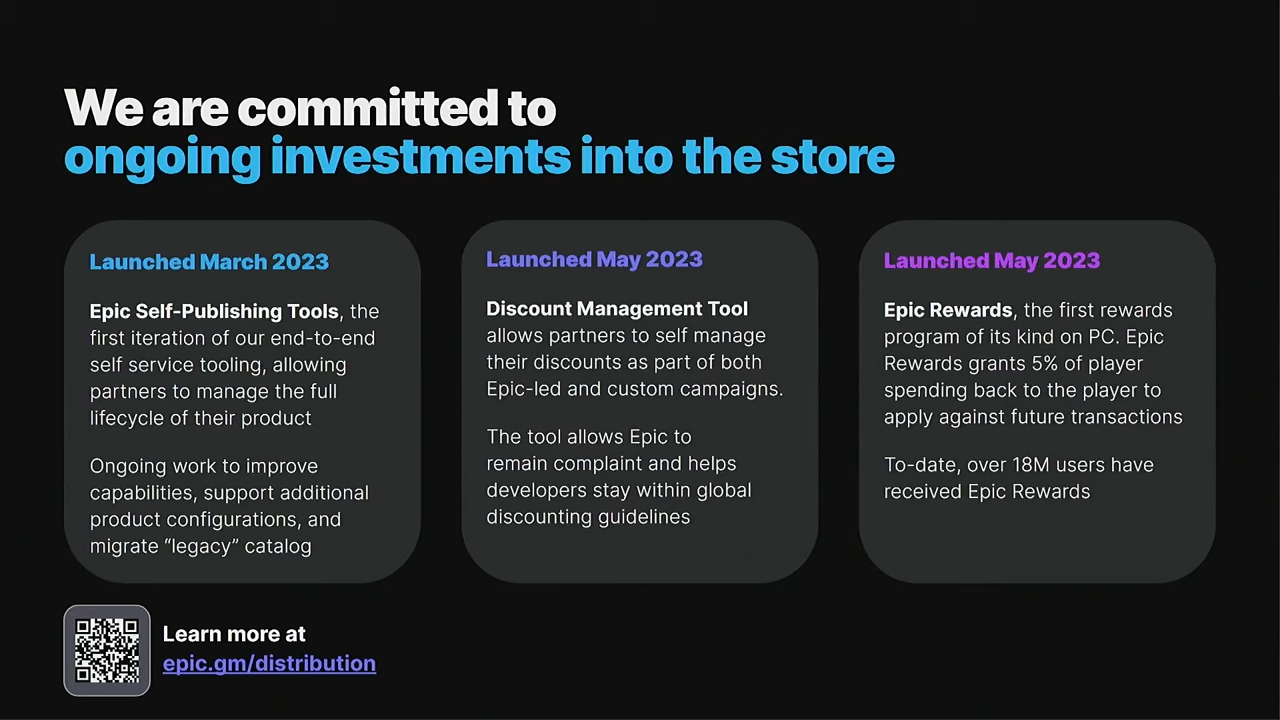 We are committed to
ongoing investments into the store
Launched March 2023
Epic Self-Publishing Tools, the
first iteration of our end-to-end
self service tooling, allowing
partners to manage the full
lifecycle of their product
Ongoing work to improve
capabilities, support additional
product configurations, and
migrate “legacy” catalog
Launched May 2023
Discount Management Tool
allows partners to self manage
their discounts as part of both
Epic-led and custom campaigns.
The tool allows Epic to
remain complaint and helps
developers stay within global
discounting guidelines
Launched May 2023
Epic Rewards, the first rewards
program of its kind on PC. Epic
Rewards grants 5% of player
spending back to the player to
apply against future transactions
To-date, over 18M users have
received Epic Rewards
Learn more at
epic.gm/distribution